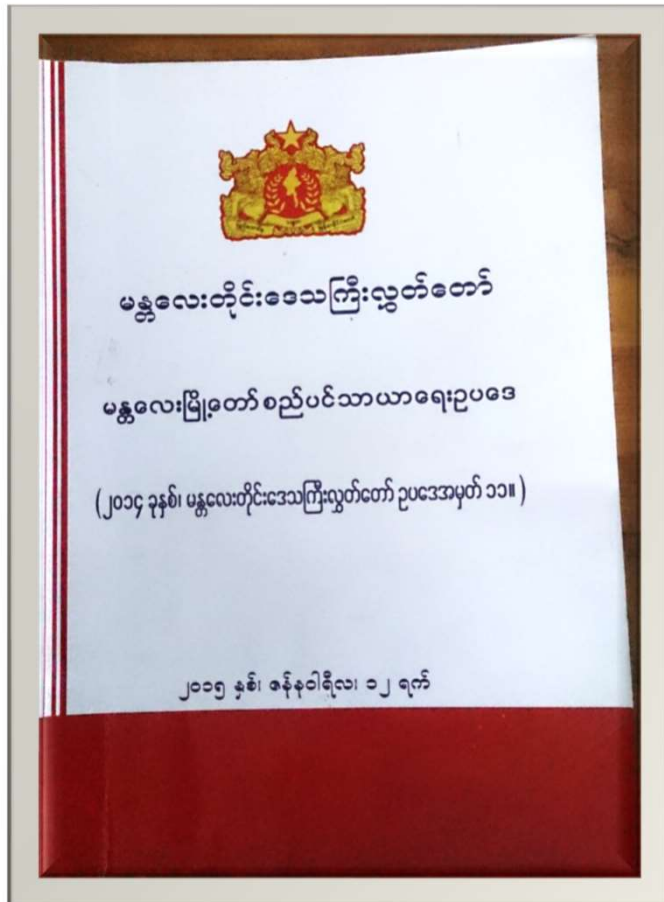 မန္တလေးတိုင်းဒေသကြီးလွှတ်တော်
မန္တလေးမြို့တော်စည်ပင်သာယာရေးဥပဒေ
(၂၀၁၄ ခုနှစ်၊ မန္တလေးတိုင်းဒေသကြီးလွှတ်တော် ဥပဒေအမှတ် ၁၁။ )
၂၀၁၅ နှစ်၊ ဇန်နဝါရီလ၊ ၁၂ ရက်